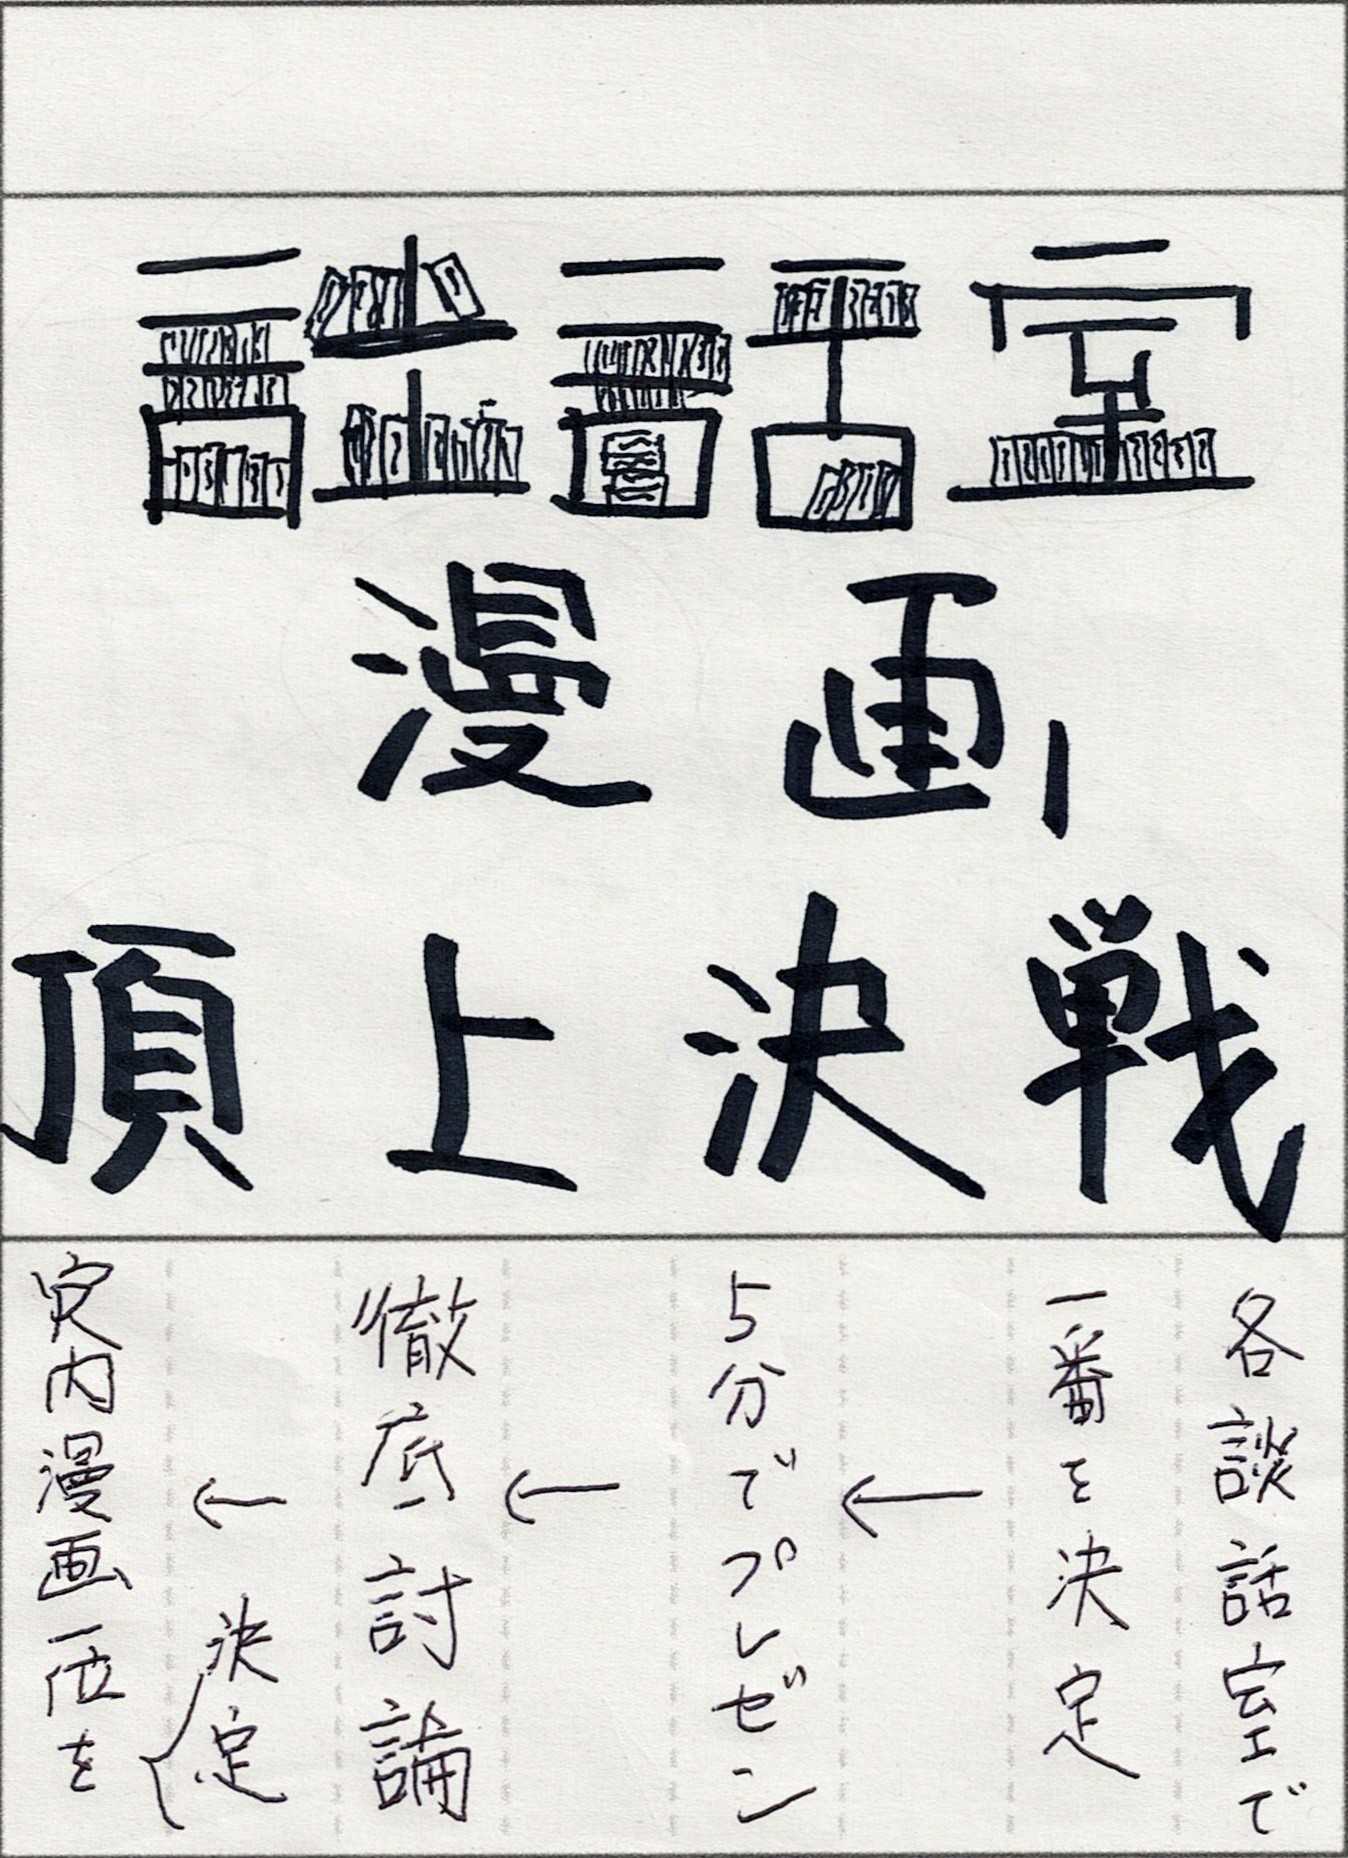 談話室
漫画
頂上決戦
各談話室で
一番を決定
←
5分でプレゼン
←
徹底討論
←
内漫画一位を
決定